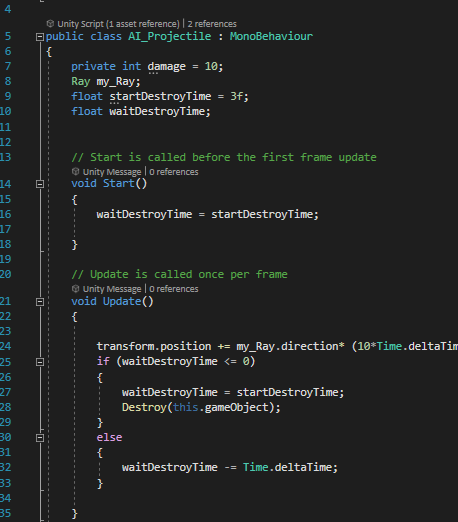 4
Unity Script (1 asset reference) | 2 references
5 public class AI_Projectile : MonoBehaviour
6 {
7 private int damage = 10;
8 Ray my_Ray;
9 float startDestroyTime = 3f;
10 float waitDestroyTime;
11
12
13 // Start is called before the first frame update
Unity Message | 0 references
14 void Start()
15 {
16 waitDestroyTime = startDestroyTime;
17
18 }
19
20 // Update is called once per frame
Unity Message | 0 references
21 void Update()
22 {
23
24 transform.position += my_Ray.direction* (10*Time.deltaTim
25 if (waitDestroyTime <= 0)
26 {
27 waitDestroyTime = startDestroyTime;
28 Destroy(this.gameObject);
29 }
30 else
31 {
32 waitDestroyTime -= Time.deltaTime;
33 }
34
35 }